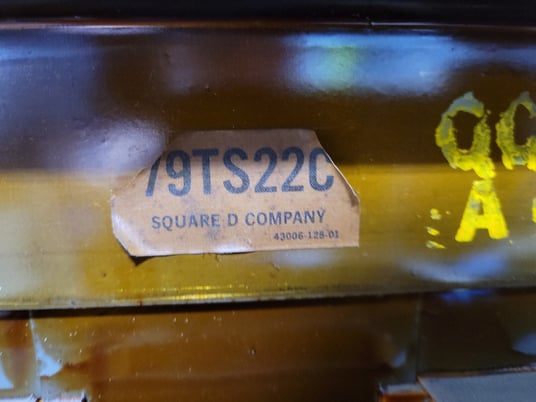 79TS22C
SQUARE D COMPANY
43006-128-01
A